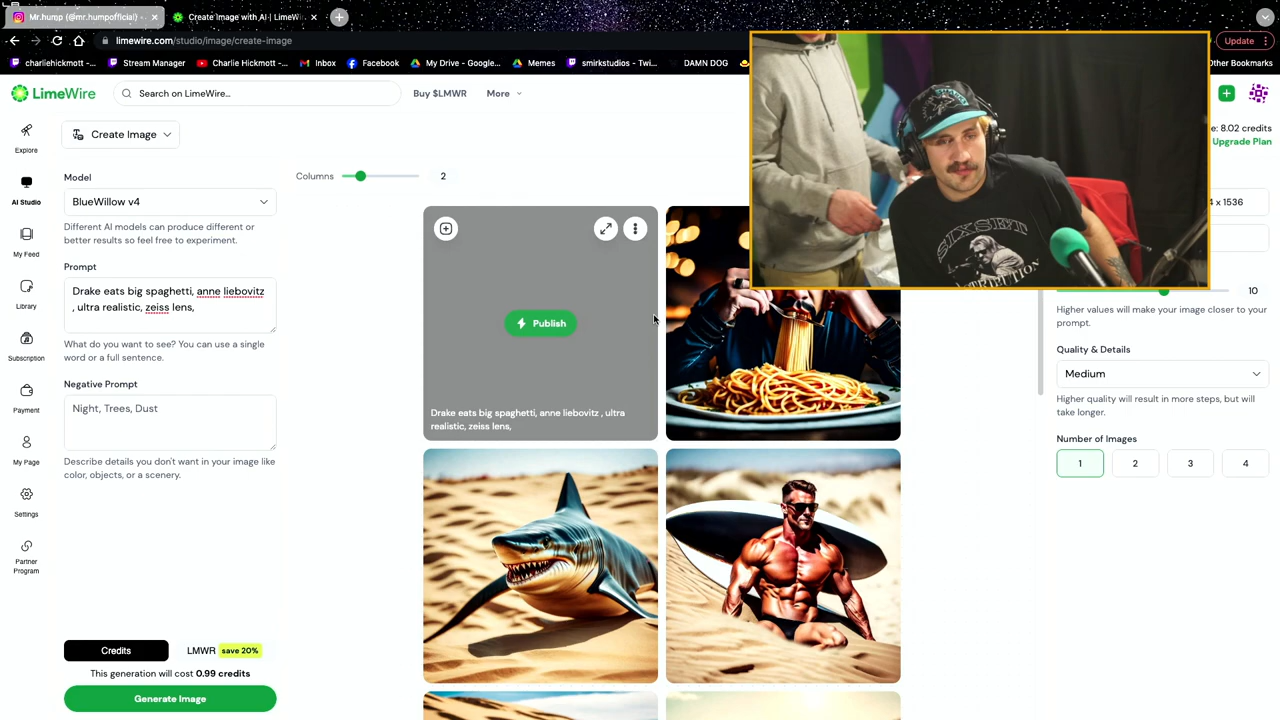 Mr.hump (@mr.humpofficial)
Create Image with AI | LimeWi
limewire.com/studio/image/create-image
Update
charliehickmott -...
Stream Manager
Charlie Hickmott -...
Inbox
Facebook
My Drive - Google...
Memes
smirkstudios - Twi...
DAMN DOG
Other Bookmarks
LimeWire
Search on LimeWire...
Buy $LMWR
More
Explore
AI Studio
My Feed
Library
Subscription
Payment
My Page
Settings
Partner
Program
Create Image
Model
BlueWillow v4
Different AI models can produce different or
better results so feel free to experiment.
Prompt
Drake eats big spaghetti, anne liebovitz
, ultra realistic, zeiss lens,
What do you want to see? You can use a single
word or a full sentence.
Negative Prompt
Night, Trees, Dust
Describe details you don't want in your image like
color, objects, or a scenery.
Credits
LMWR
save 20%
This generation will cost 0.99 credits
Generate Image
Columns
2
Publish
Drake eats big spaghetti, anne liebovitz , ultra
realistic, zeiss lens,
SIXSET
e: 8.02 credits
Upgrade Plan
4 x 1536
10
Higher values will make your image closer to your
prompt.
Quality & Details
Medium
Higher quality will result in more steps, but will
take longer.
Number of Images
1
2
3
4